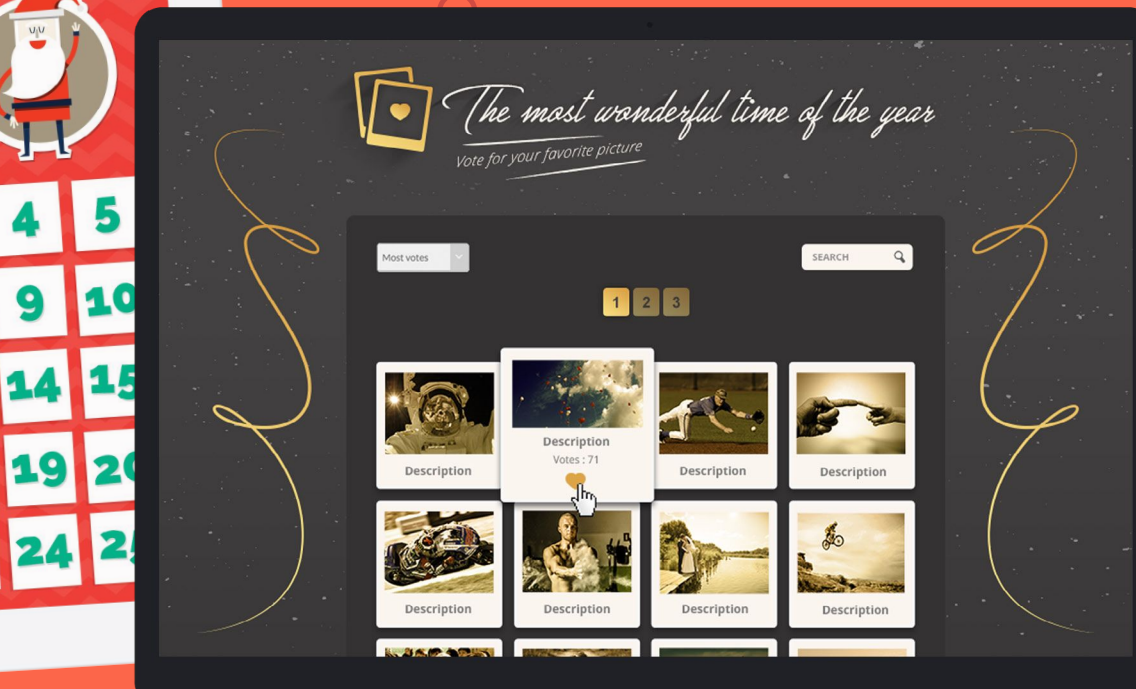 The most wonderful time of the year
Vote for your favorite picture
Most votes
SEARCH
1 2 3
Description
Votes : 71
Description
Description
Description
Description
Description
Description
Description
4 5
9 10
14 15
19 20
24